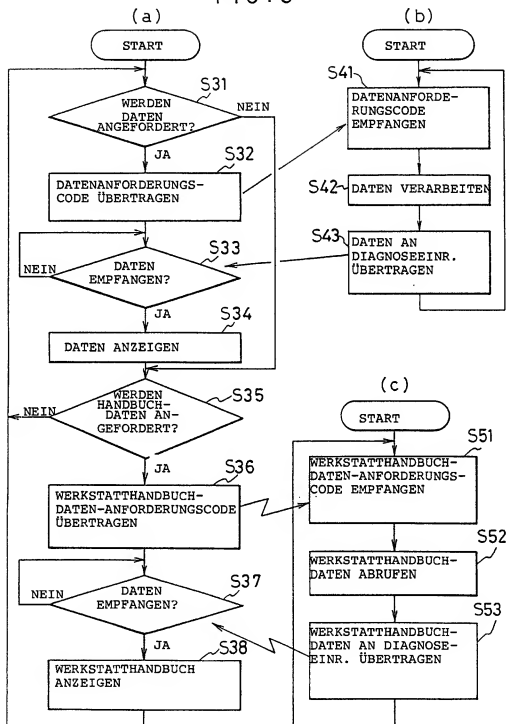 (a)
START
S31
WERDEN
DATEN
ANGEFORDERT?
NEIN
JA
S32
DATENANFORDERUNGS-
CODE ÜBERTRAGEN
S33
NEIN
DATEN
EMPFANGEN?
JA
S34
DATEN ANZEIGEN
S35
NEIN
WERDEN
HANDBUCH-
DATEN AN-
GEFORDERT?
JA
S36
WERKSTATTHANDBUCH-
DATEN-ANFORDERUNGSCODE
ÜBERTRAGEN
S37
NEIN
DATEN
EMPFANGEN?
JA
S38
WERKSTATTHANDBUCH
ANZEIGEN
(b)
START
S41
DATENANFORDE-
RUNGSCODE
EMPFANGEN
S42
DATEN VERARBEITEN
S43
DATEN AN
DIAGNOSEEINR.
ÜBERTRAGEN
(c)
START
S51
WERKSTATTHANDBUCH-
DATEN-ANFORDERUNGS-
CODE EMPFANGEN
S52
WERKSTATTHANDBUCH-
DATEN ABRUFEN
S53
WERKSTATTHANDBUCH-
DATEN AN DIAGNOSE-
EINR. ÜBERTRAGEN